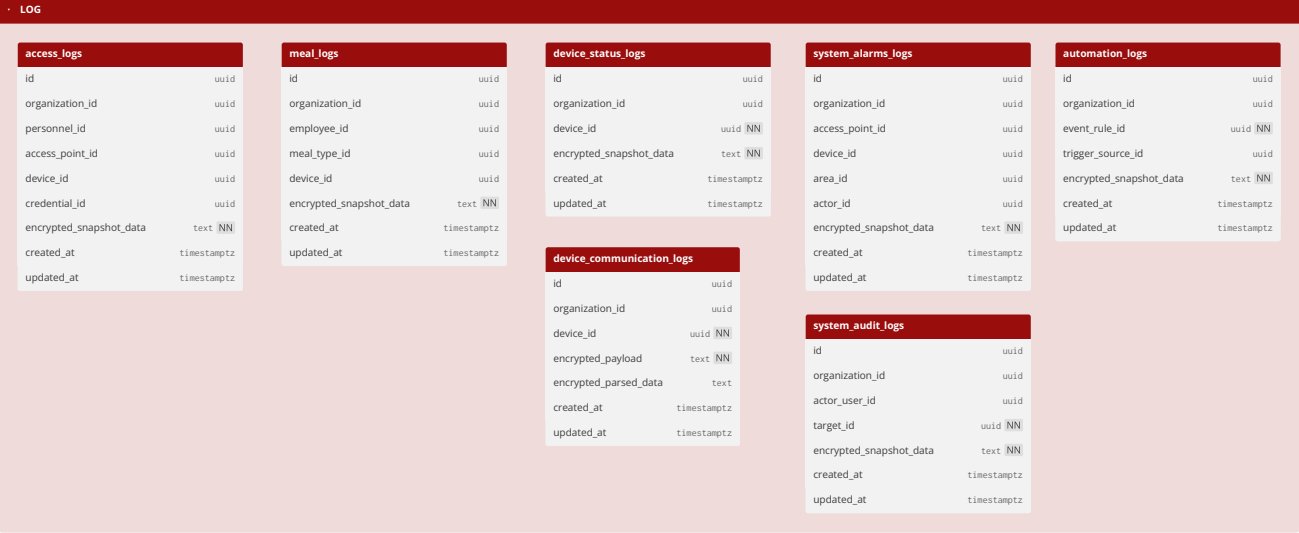 LOG
access_logs
id uuid
organization_id uuid
personnel_id uuid
access_point_id uuid
device_id uuid
credential_id uuid
encrypted_snapshot_data text NN
created_at timestamptz
updated_at timestamptz
meal_logs
id uuid
organization_id uuid
employee_id uuid
meal_type_id uuid
device_id uuid
encrypted_snapshot_data text NN
created_at timestamptz
updated_at timestamptz
device_status_logs
id uuid
organization_id uuid
device_id uuid NN
encrypted_snapshot_data text NN
created_at timestamptz
updated_at timestamptz
device_communication_logs
id uuid
organization_id uuid
device_id uuid NN
encrypted_payload text NN
encrypted_parsed_data text
created_at timestamptz
updated_at timestamptz
system_alarms_logs
id uuid
organization_id uuid
access_point_id uuid
device_id uuid
area_id uuid
actor_id uuid
encrypted_snapshot_data text NN
created_at timestamptz
updated_at timestamptz
system_audit_logs
id uuid
organization_id uuid
actor_user_id uuid
target_id uuid NN
encrypted_snapshot_data text NN
created_at timestamptz
updated_at timestamptz
automation_logs
id uuid
organization_id uuid
event_rule_id uuid NN
trigger_source_id uuid
encrypted_snapshot_data text NN
created_at timestamptz
updated_at timestamptz